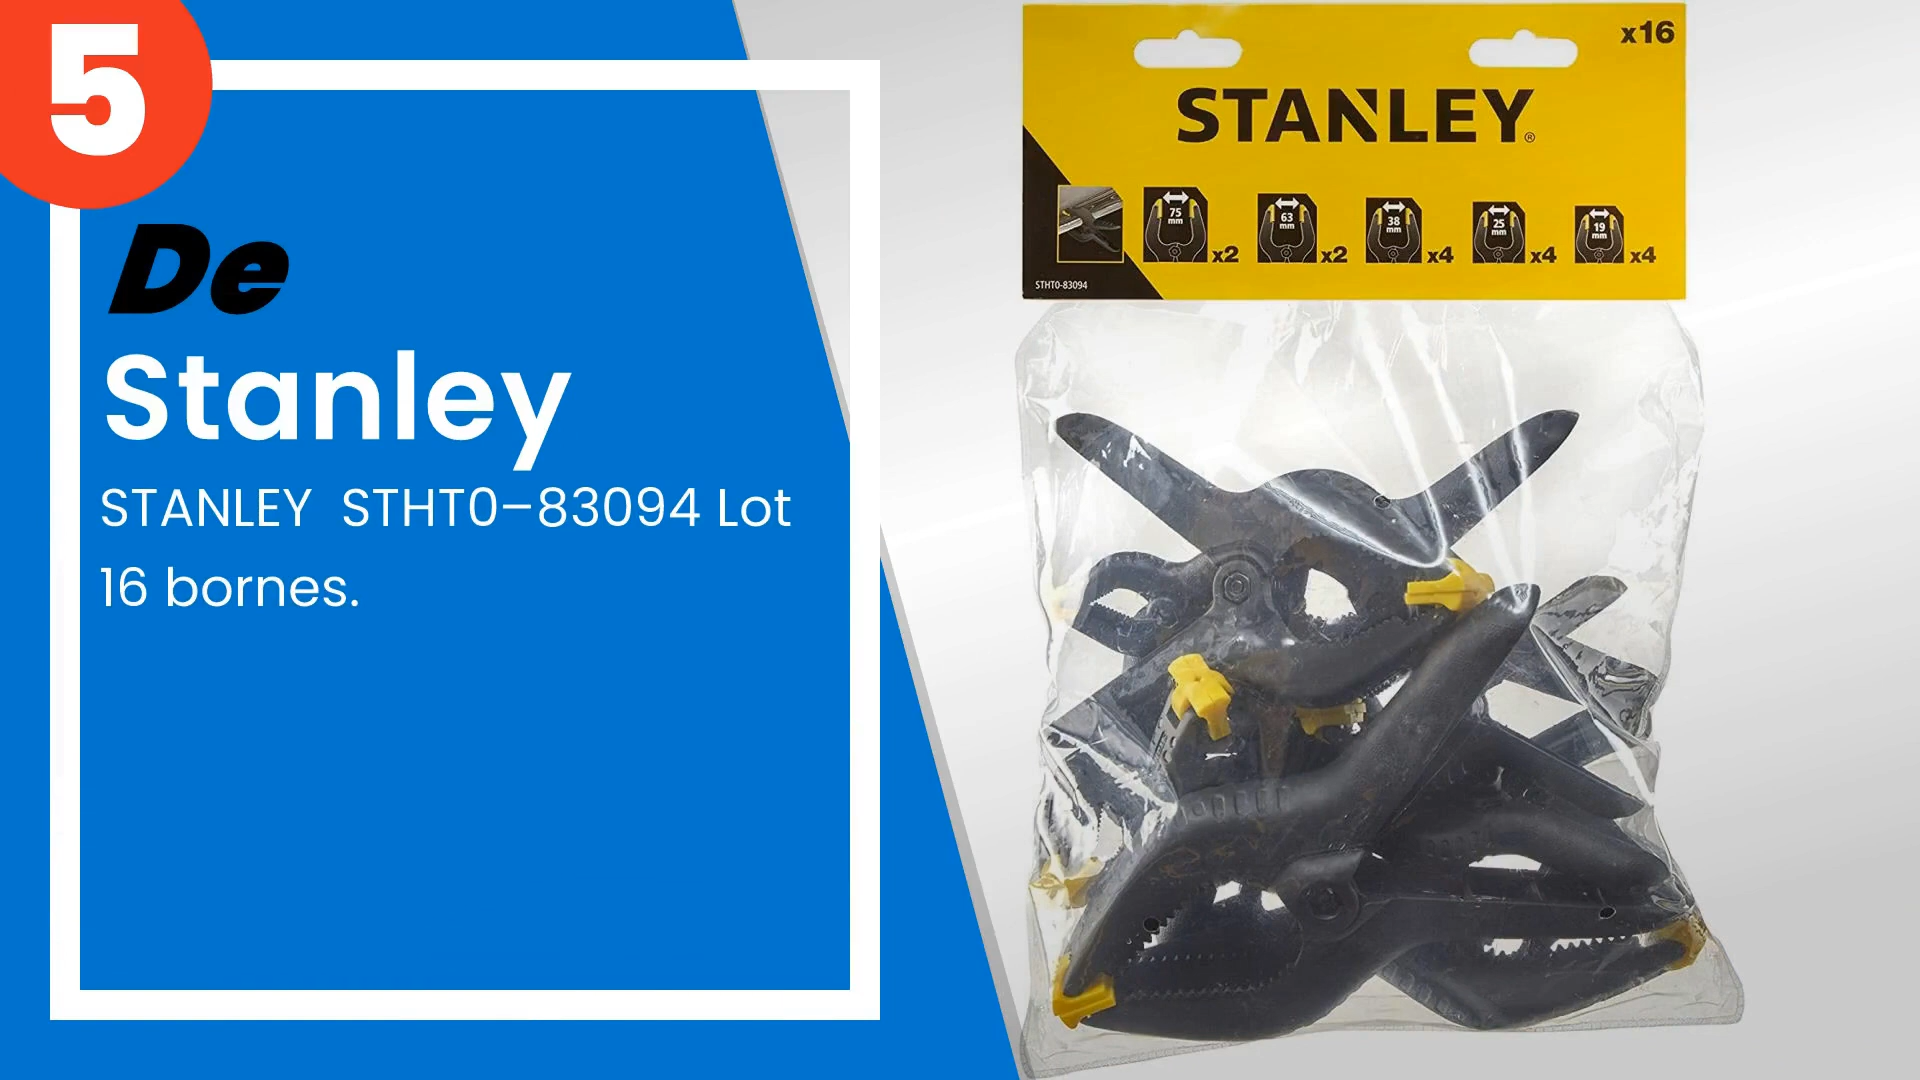 5
De
Stanley
STANLEY STHT0-83094 Lot
16 bornes.
x16
STANLEY®
75 mm x2
63 mm x2
38 mm x4
25 mm x4
19 mm x4
STHT0-83094